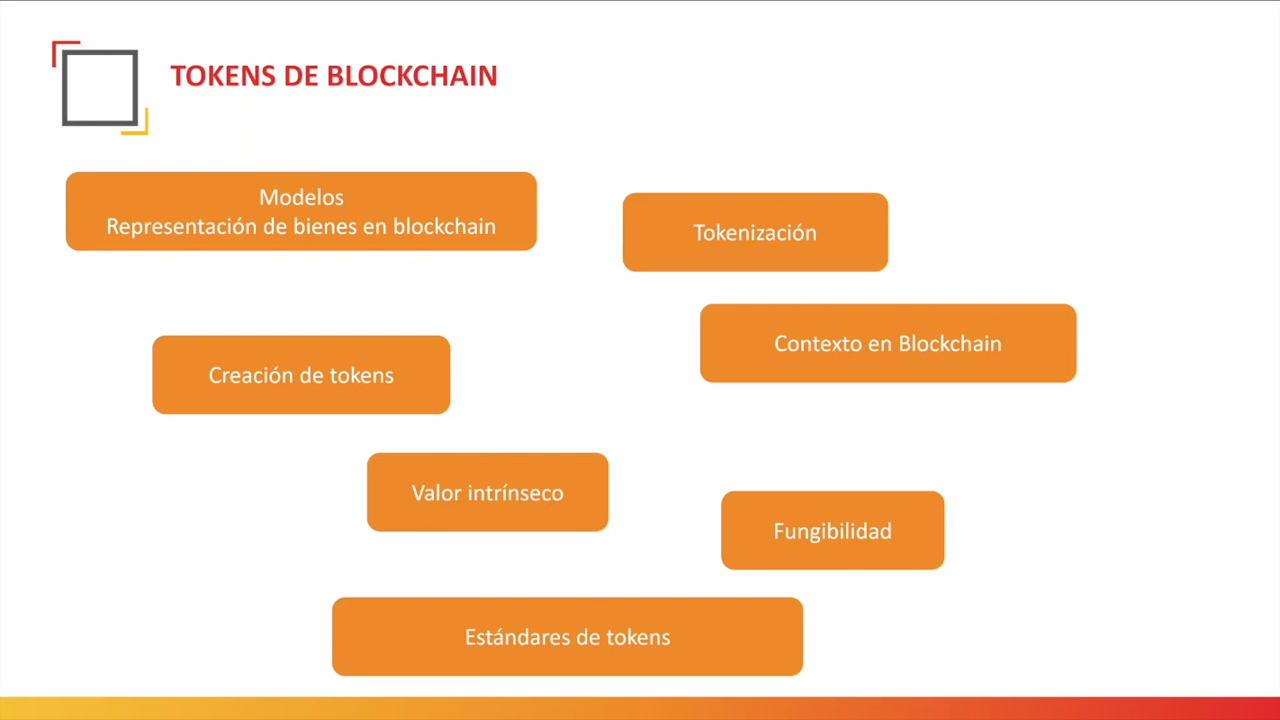 TOKENS DE BLOCKCHAIN
Modelos
Representación de bienes en blockchain
Tokenización
Contexto en Blockchain
Creación de tokens
Valor intrínseco
Fungibilidad
Estándares de tokens